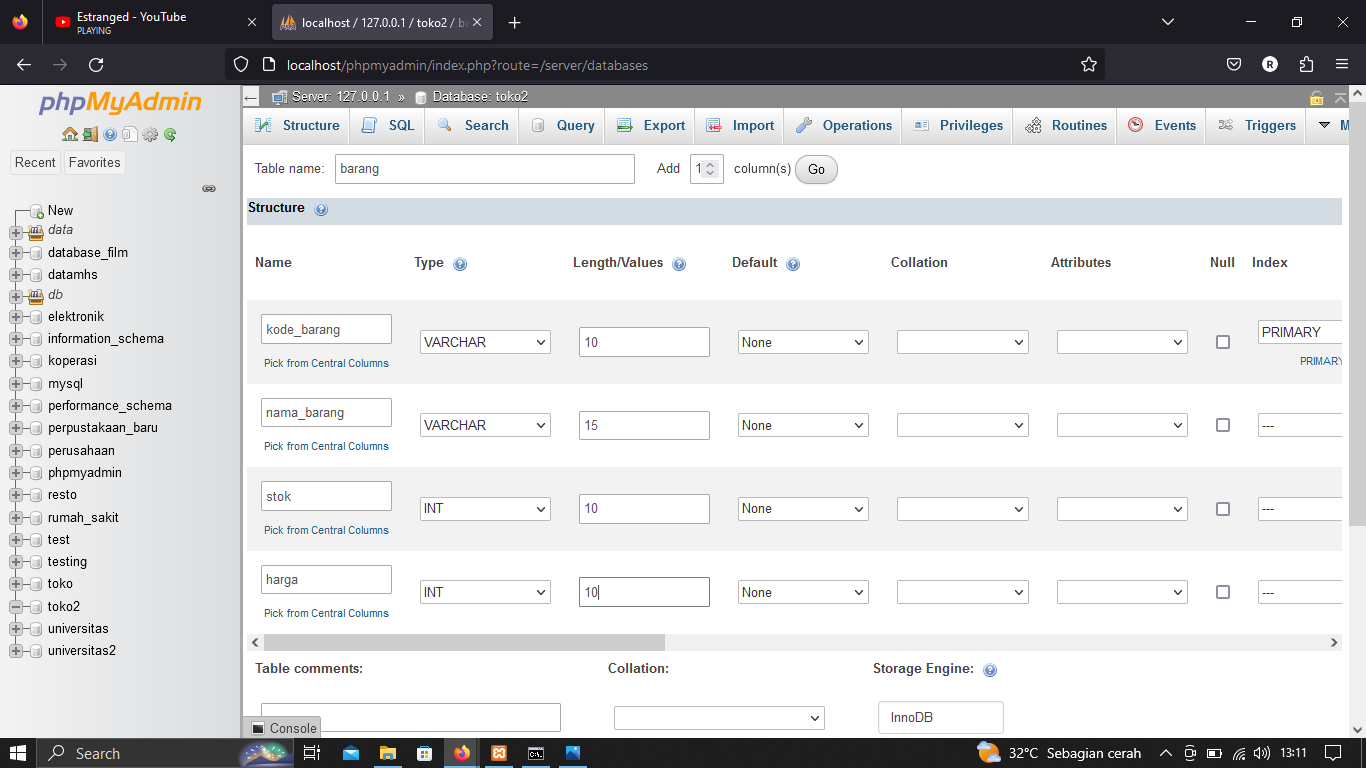 Estranged - YouTube
PLAYING
localhost / 127.0.0.1 / toko2 / ba
localhost/phpmyadmin/index.php?route=/server/databases
R
phpMyAdmin
Recent
Favorites
New
data
database_film
datamhs
db
elektronik
information_schema
koperasi
mysql
performance_schema
perpustakaan_baru
perusahaan
phpmyadmin
resto
rumah_sakit
test
testing
toko
toko2
universitas
universitas2
Server: 127.0.0.1 » Database: toko2
Structure SQL Search Query Export Import Operations Privileges Routines Events Triggers M
Table name: barang Add 1 column(s) Go
Structure
Name Type Length/Values Default Collation Attributes Null Index
kode_barang VARCHAR 10 None PRIMARY
Pick from Central Columns PRIMARY
nama_barang VARCHAR 15 None ---
Pick from Central Columns
stok INT 10 None ---
Pick from Central Columns
harga INT 10 None ---
Pick from Central Columns
Table comments: Collation: Storage Engine:
InnoDB
Console
Search
32°C Sebagian cerah
13:11